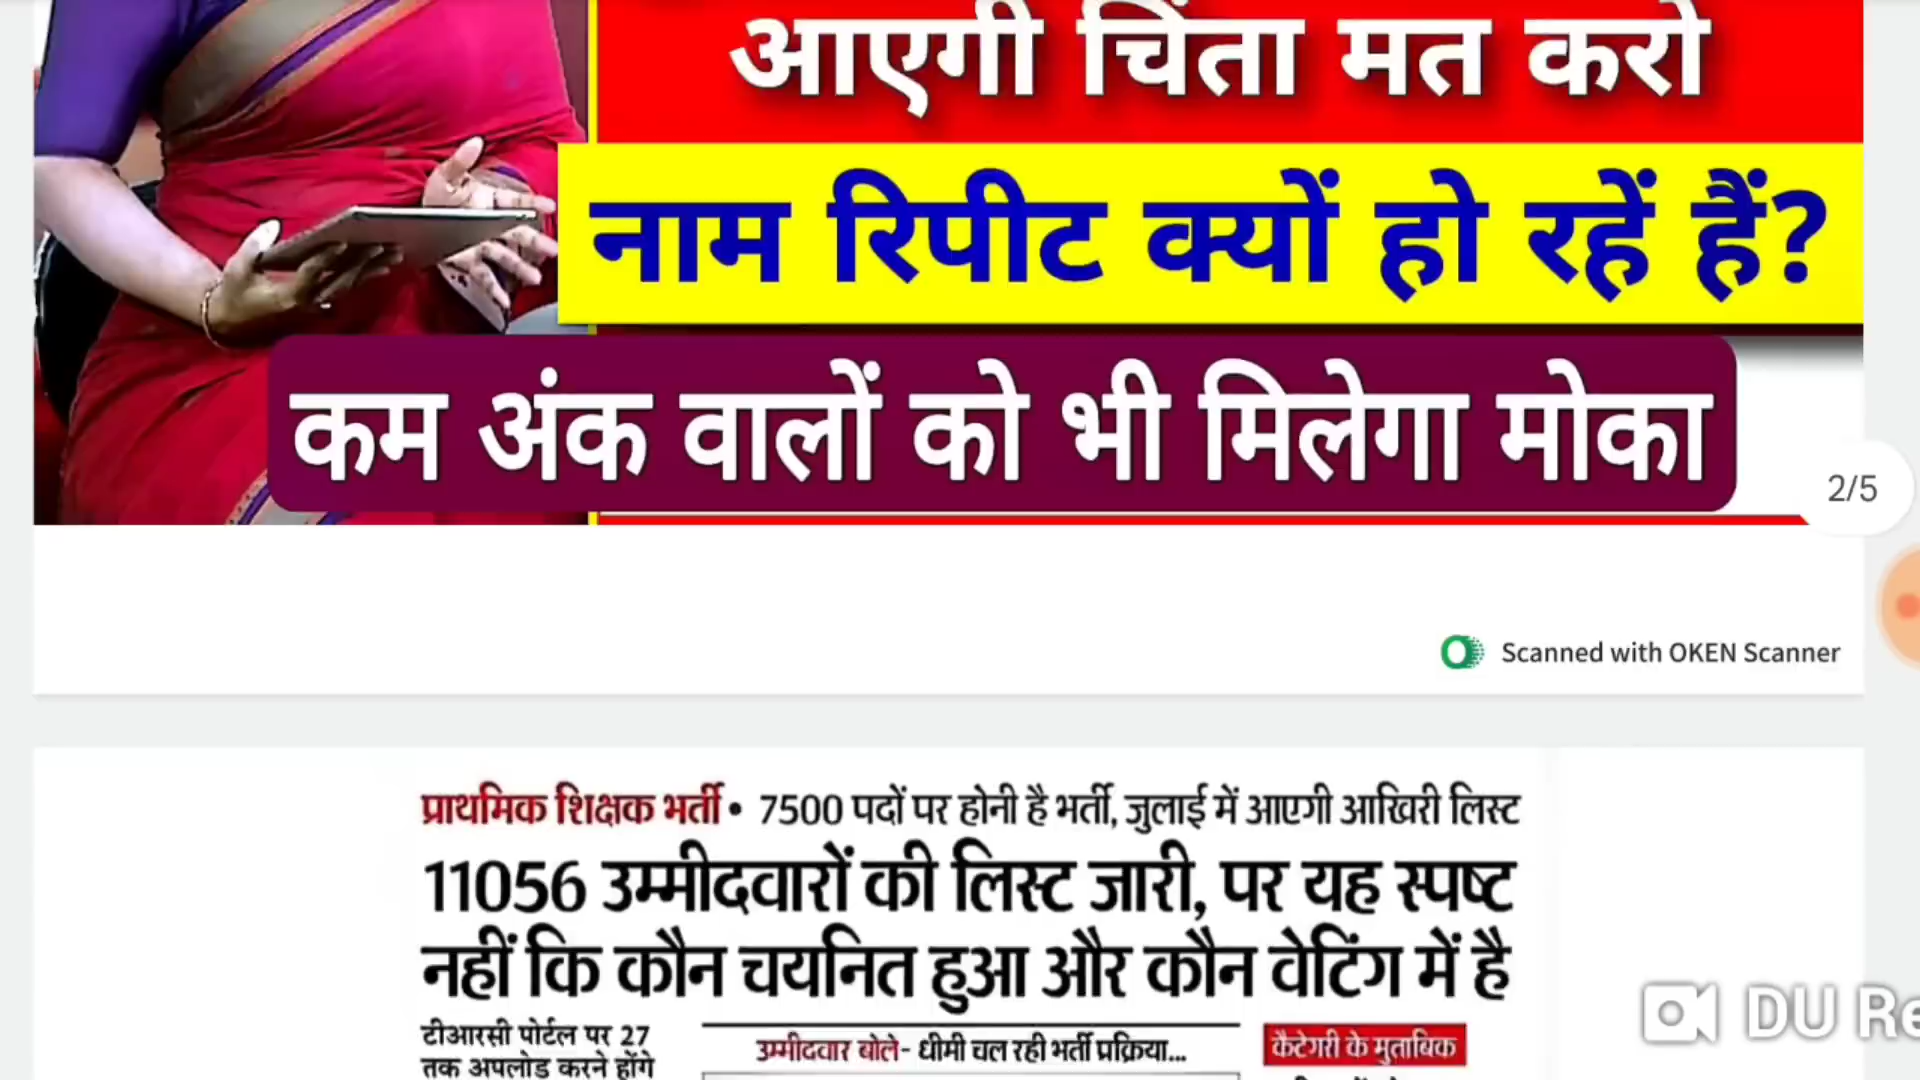 आएगी चिंता मत करो
नाम रिपीट क्यों हो रहें हैं?
कम अंक वालों को भी मिलेगा मोका
2/5
Scanned with OKEN Scanner
प्राथमिक शिक्षक भर्ती • 7500 पदों पर होनी है भर्ती, जुलाई में आएगी आखिरी लिस्ट
11056 उम्मीदवारों की लिस्ट जारी, पर यह स्पष्ट
नहीं कि कौन चयनित हुआ और कौन वेटिंग में है
टीआरसी पोर्टल पर 27
तक अपलोड करने होंगे
उम्मीदवार बोले- धीमी चल रही भर्ती प्रक्रिया...
कैटेगरी के मुताबिक
DU Re